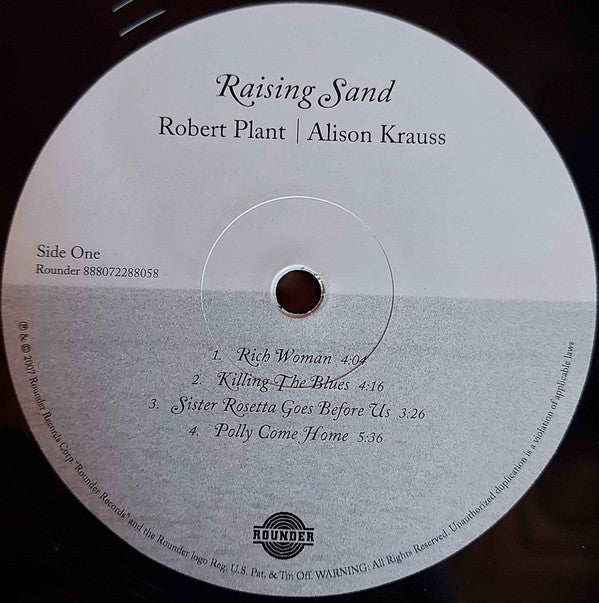 Raising Sand
Robert Plant | Alison Krauss
Side One
Rounder 888072288058
1. Rich Woman 4:04
2. Killing The Blues 4:16
3. Sister Rosetta Goes Before Us 3:26
4. Polly Come Home 5:36
ROUNDER
℗ & © 2007 Rounder Records Corp. "Rounder Records" and the Rounder logo Reg. U.S. Pat. & Tm Off. WARNING: All Rights Reserved. Unauthorized duplication is a violation of applicable laws